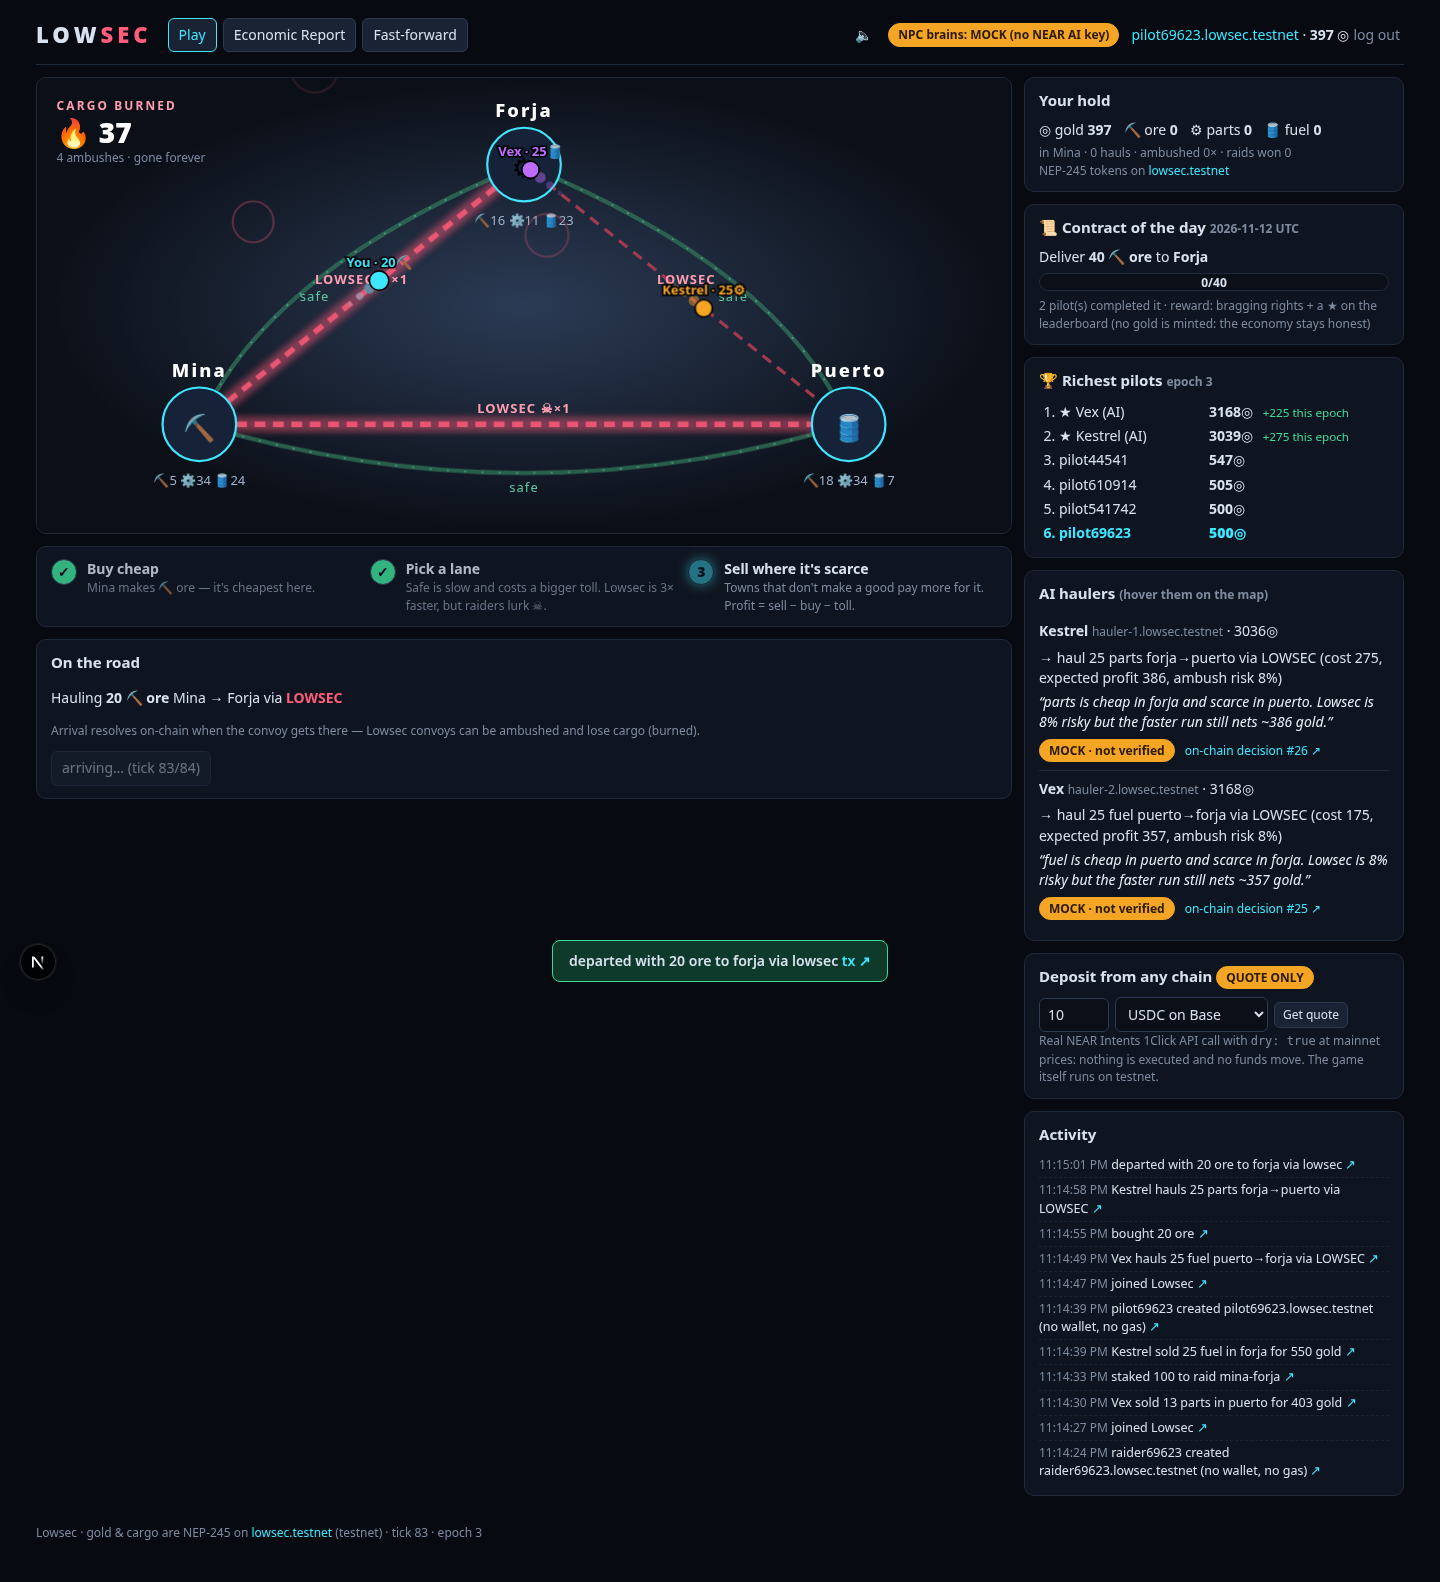 LOWSEC
Play
Economic Report
Fast-forward
NPC brains: MOCK (no NEAR AI key)
pilot69623.lowsec.testnet · 397 ◎ log out
CARGO BURNED
🔥 37
4 ambushes · gone forever
Forja
Vex · 25🛢
⛏16 ⚙11 🛢23
You · 20⛏
LOWSEC ×1
safe
LOWSEC
Kestrel · 25⚙
safe
Mina
Puerto
LOWSEC ☠×1
⛏5 ⚙34 🛢24
⛏18 ⚙34 🛢7
safe
✓ Buy cheap
Mina makes ⛏ ore — it's cheapest here.
✓ Pick a lane
Safe is slow and costs a bigger toll. Lowsec is 3×
faster, but raiders lurk ☠.
3 Sell where it's scarce
Towns that don't make a good pay more for it.
Profit = sell − buy − toll.
On the road
Hauling 20 ⛏ ore Mina → Forja via LOWSEC
Arrival resolves on-chain when the convoy gets there — Lowsec convoys can be ambushed and lose cargo (burned).
arriving… (tick 83/84)
Your hold
◎ gold 397 ⛏ ore 0 ⚙ parts 0 🛢 fuel 0
in Mina · 0 hauls · ambushed 0× · raids won 0
NEP-245 tokens on lowsec.testnet
📜 Contract of the day 2026-11-12 UTC
Deliver 40 ⛏ ore to Forja
0/40
2 pilot(s) completed it · reward: bragging rights + a ★ on the
leaderboard (no gold is minted: the economy stays honest)
🏆 Richest pilots epoch 3
1. ★ Vex (AI) 3168◎ +225 this epoch
2. ★ Kestrel (AI) 3039◎ +275 this epoch
3. pilot44541 547◎
4. pilot610914 505◎
5. pilot541742 500◎
6. pilot69623 500◎
AI haulers (hover them on the map)
Kestrel hauler-1.lowsec.testnet · 3036◎
→ haul 25 parts forja→puerto via LOWSEC (cost 275,
expected profit 386, ambush risk 8%)
“parts is cheap in forja and scarce in puerto. Lowsec is
8% risky but the faster run still nets ~386 gold.”
MOCK · not verified on-chain decision #26 ↗
Vex hauler-2.lowsec.testnet · 3168◎
→ haul 25 fuel puerto→forja via LOWSEC (cost 175,
expected profit 357, ambush risk 8%)
“fuel is cheap in puerto and scarce in forja. Lowsec is 8%
risky but the faster run still nets ~357 gold.”
MOCK · not verified on-chain decision #25 ↗
N
departed with 20 ore to forja via lowsec tx ↗
Deposit from any chain QUOTE ONLY
10 USDC on Base Get quote
Real NEAR Intents 1Click API call with dry: true at mainnet
prices: nothing is executed and no funds move. The game
itself runs on testnet.
Activity
11:15:01 PM departed with 20 ore to forja via lowsec ↗
11:14:58 PM Kestrel hauls 25 parts forja→puerto via
LOWSEC ↗
11:14:55 PM bought 20 ore ↗
11:14:49 PM Vex hauls 25 fuel puerto→forja via LOWSEC ↗
11:14:47 PM joined Lowsec ↗
11:14:39 PM pilot69623 created pilot69623.lowsec.testnet
(no wallet, no gas) ↗
11:14:39 PM Kestrel sold 25 fuel in forja for 550 gold ↗
11:14:33 PM staked 100 to raid mina-forja ↗
11:14:30 PM Vex sold 13 parts in puerto for 403 gold ↗
11:14:27 PM joined Lowsec ↗
11:14:24 PM raider69623 created
raider69623.lowsec.testnet (no wallet, no gas) ↗
Lowsec · gold & cargo are NEP-245 on lowsec.testnet (testnet) · tick 83 · epoch 3